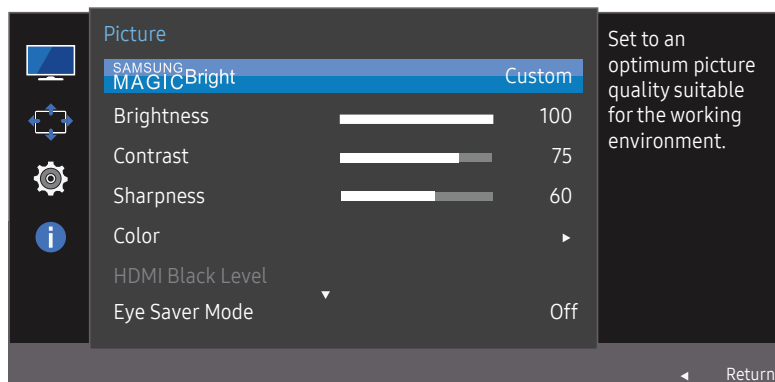 Picture
SAMSUNG
MAGICBright Custom
Brightness 100
Contrast 75
Sharpness 60
Color
HDMI Black Level
Eye Saver Mode Off
Set to an
optimum picture
quality suitable
for the working
environment.
Return